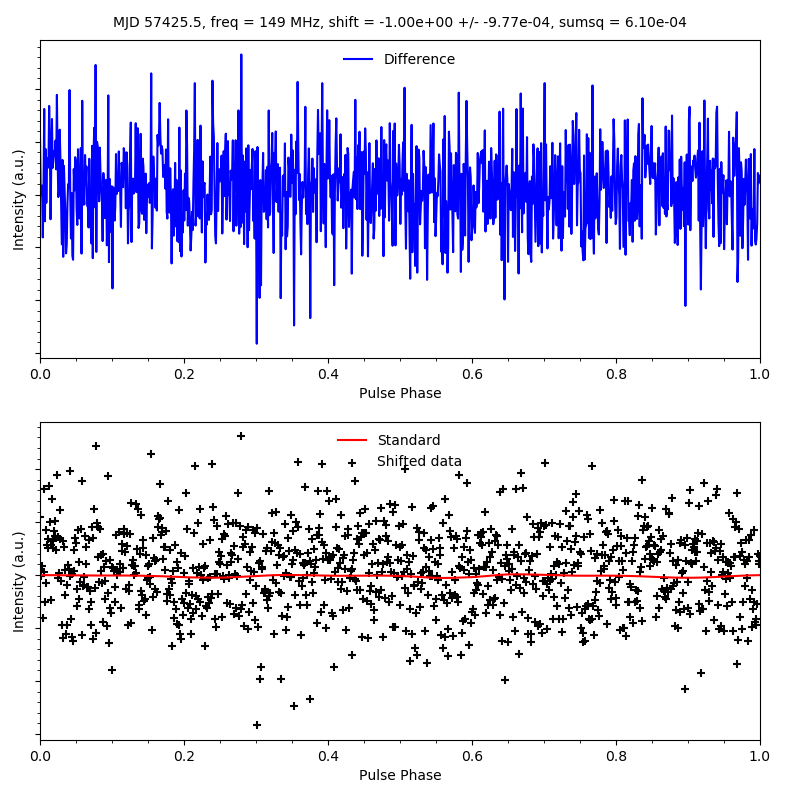 MJD 57425.5, freq = 149 MHz, shift = -1.00e+00 +/- -9.77e-04, sumsq = 6.10e-04
Difference
Intensity (a.u.)
0.0 0.2 0.4 0.6 0.8 1.0
Pulse Phase
Standard
Shifted data
Intensity (a.u.)
0.0 0.2 0.4 0.6 0.8 1.0
Pulse Phase